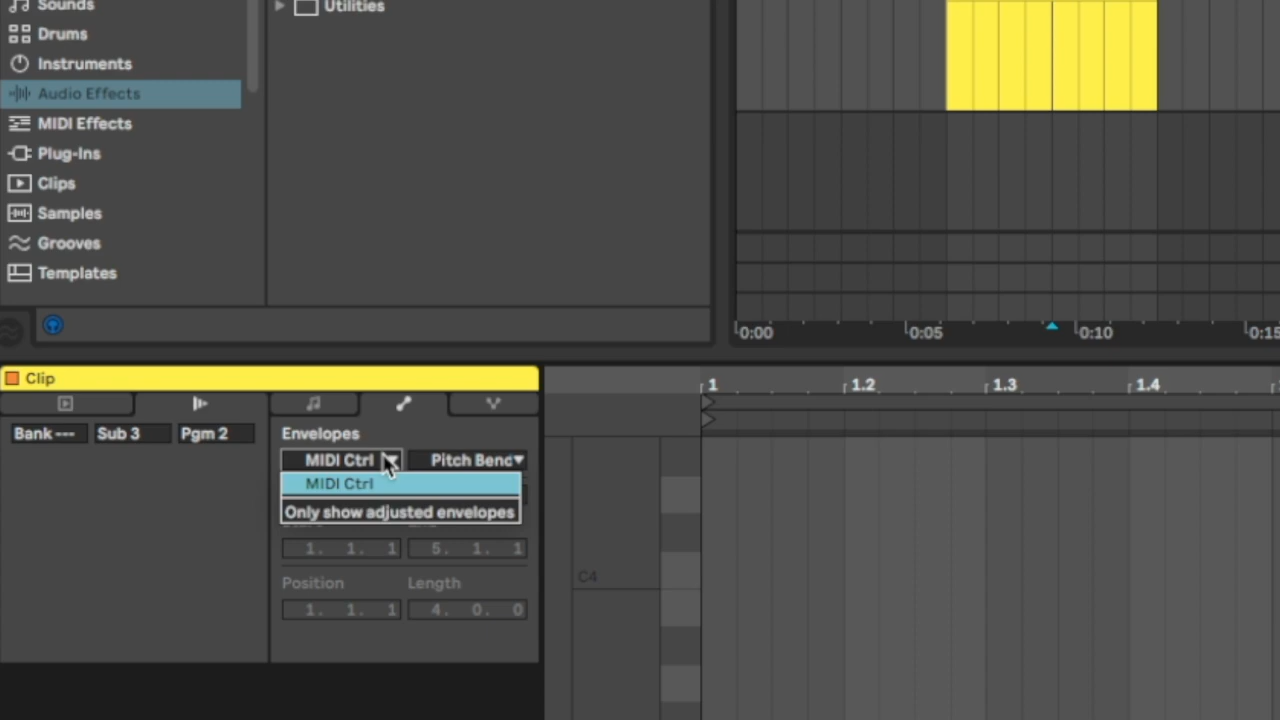 Sounds
Utilities
Drums
Instruments
Audio Effects
MIDI Effects
Plug-Ins
Clips
Samples
Grooves
Templates
0:00 0:05 0:10 0:15
Clip
1 1.2 1.3 1.4
Bank --- Sub 3 Pgm 2
Envelopes
MIDI Ctrl Pitch Bend
MIDI Ctrl
Only show adjusted envelopes
1. 1. 1 5. 1. 1
C4
Position Length
1. 1. 1 4. 0. 0